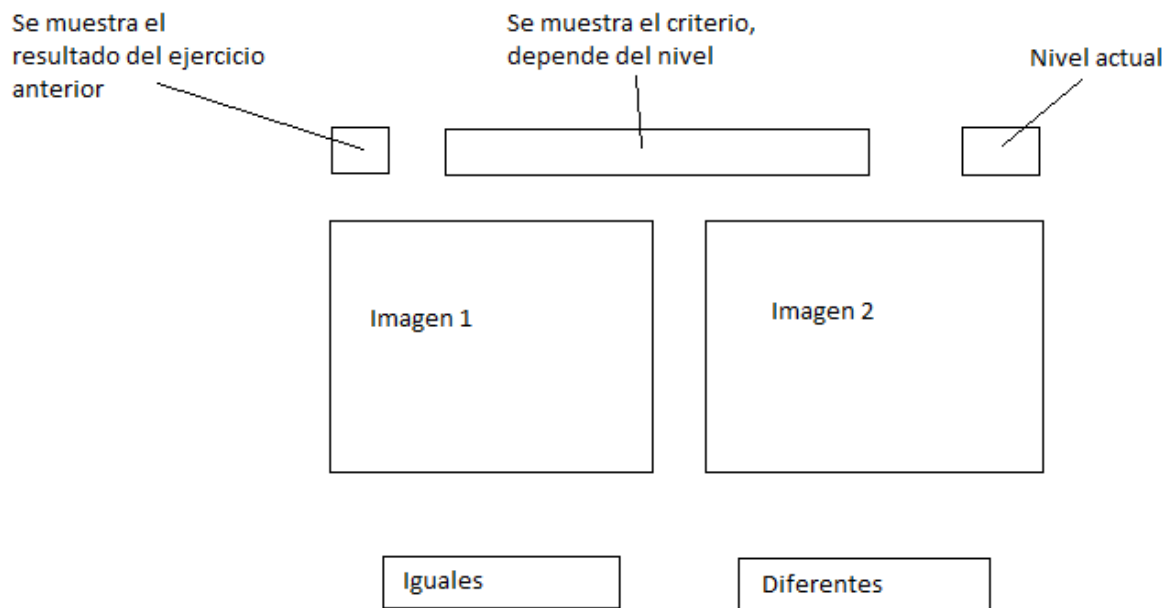 Se muestra el
resultado del ejercicio
anterior
Se muestra el criterio,
depende del nivel
Nivel actual
Imagen 1
Imagen 2
Iguales
Diferentes